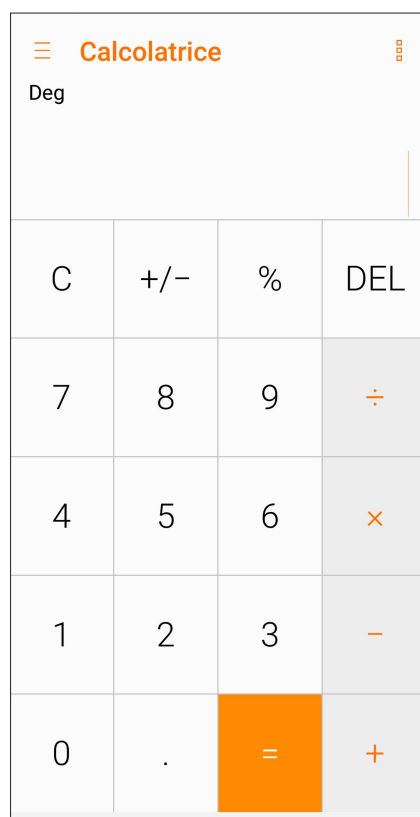 Calcolatrice
Deg
C +/− % DEL
7 8 9 ÷
4 5 6 ×
1 2 3 −
0 . = +